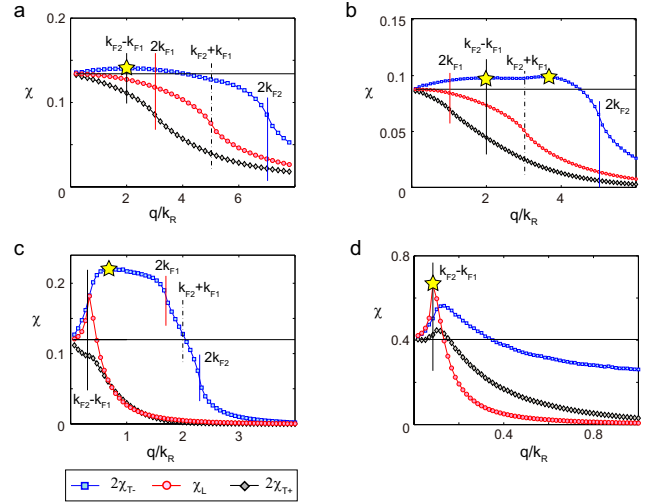 a
χ
0.2
0.1
0
k_F2-k_F1
2k_F1
k_F2+k_F1
2k_F2
2
4
6
q/k_R
b
χ
0.15
0.1
0.05
0
2k_F1
k_F2-k_F1
k_F2+k_F1
2k_F2
0
2
4
q/k_R
c
χ
0.2
0.1
0
2k_F1
k_F2+k_F1
2k_F2
k_F2-k_F1
1
2
3
q/k_R
d
χ
0.8
0.4
0
k_F2-k_F1
0.4
0.8
q/k_R
2χ_T- χ_L 2χ_T+